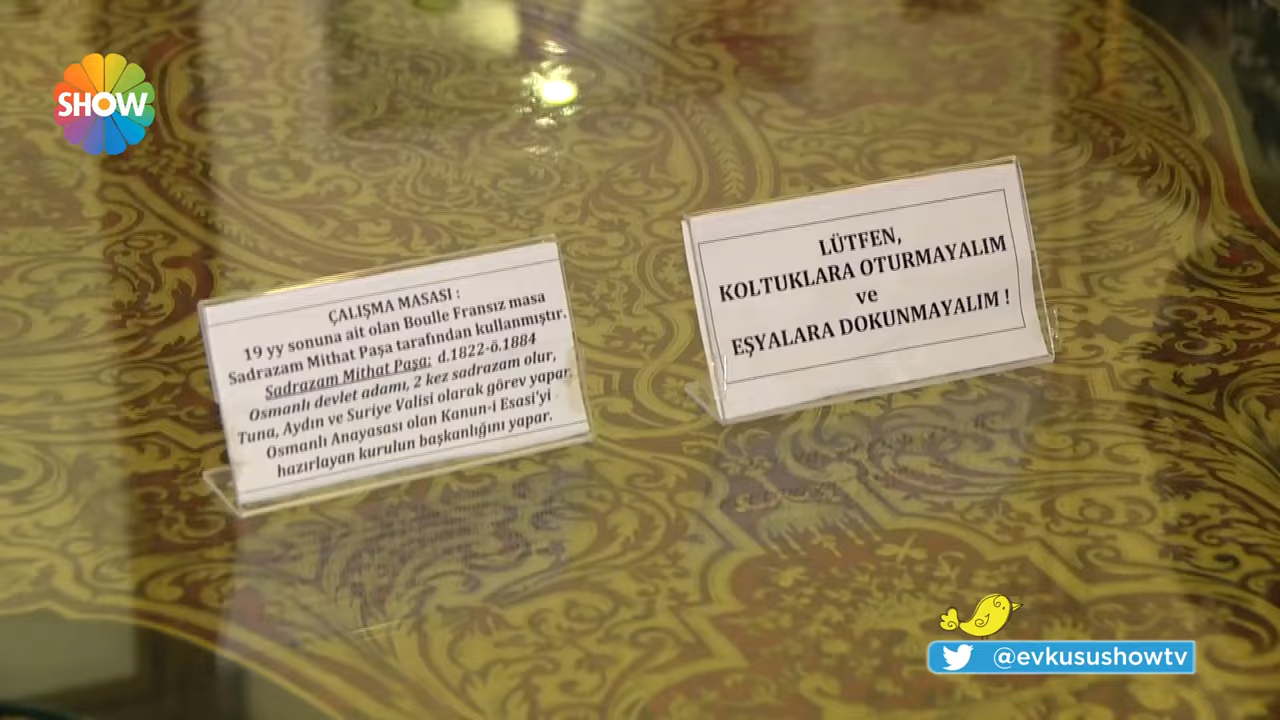 SHOW
ÇALIŞMA MASASI :
19 yy sonuna ait olan Boulle Fransız masa
Sadrazam Mithat Paşa tarafından kullanmıştır.
Sadrazam Mithat Paşa: d.1822-ö.1884
Osmanlı devlet adamı, 2 kez sadrazam olur,
Tuna, Aydın ve Suriye Valisi olarak görev yapar.
Osmanlı Anayasası olan Kanun-i Esasi'yi
hazırlayan kurulun başkanlığını yapar.
LÜTFEN,
KOLTUKLARA OTURMAYALIM
ve
EŞYALARA DOKUNMAYALIM !
@evkusushowtv